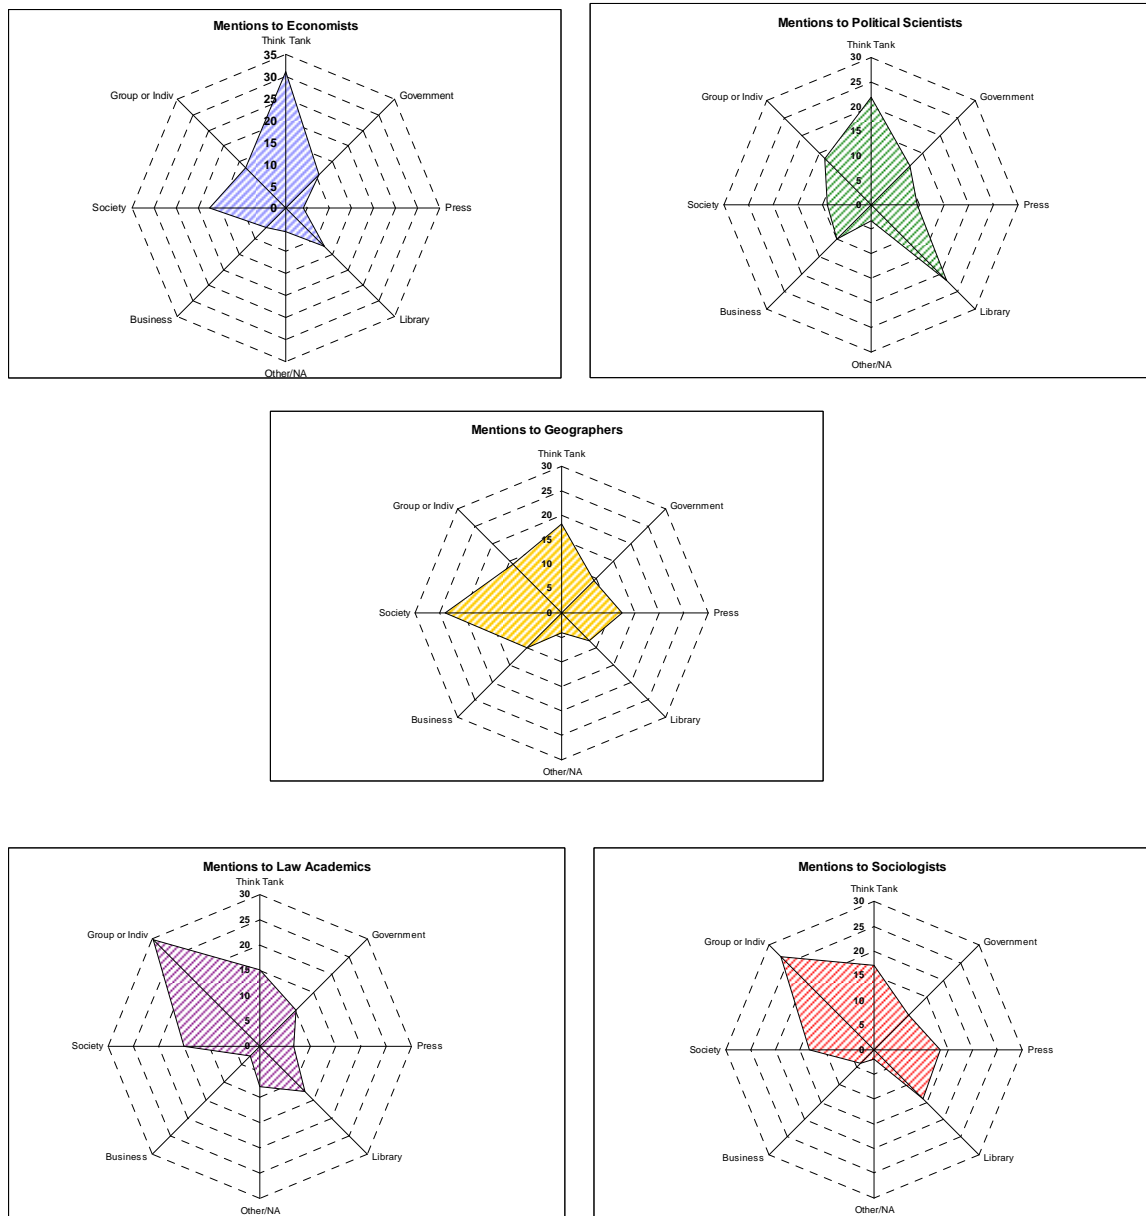 Mentions to Economists
Think Tank
35
30
25
20
15
10
5
0
Group or Indiv
Government
Society
Press
Business
Library
Other/NA
Mentions to Political Scientists
Think Tank
30
25
20
15
10
5
0
Group or Indiv
Government
Society
Press
Business
Library
Other/NA
Mentions to Geographers
Think Tank
30
25
20
15
10
5
0
Group or Indiv
Government
Society
Press
Business
Library
Other/NA
Mentions to Law Academics
Think Tank
30
25
20
15
10
5
0
Group or Indiv
Government
Society
Press
Business
Library
Other/NA
Mentions to Sociologists
Think Tank
30
25
20
15
10
5
0
Group or Indiv
Government
Society
Press
Business
Library
Other/NA